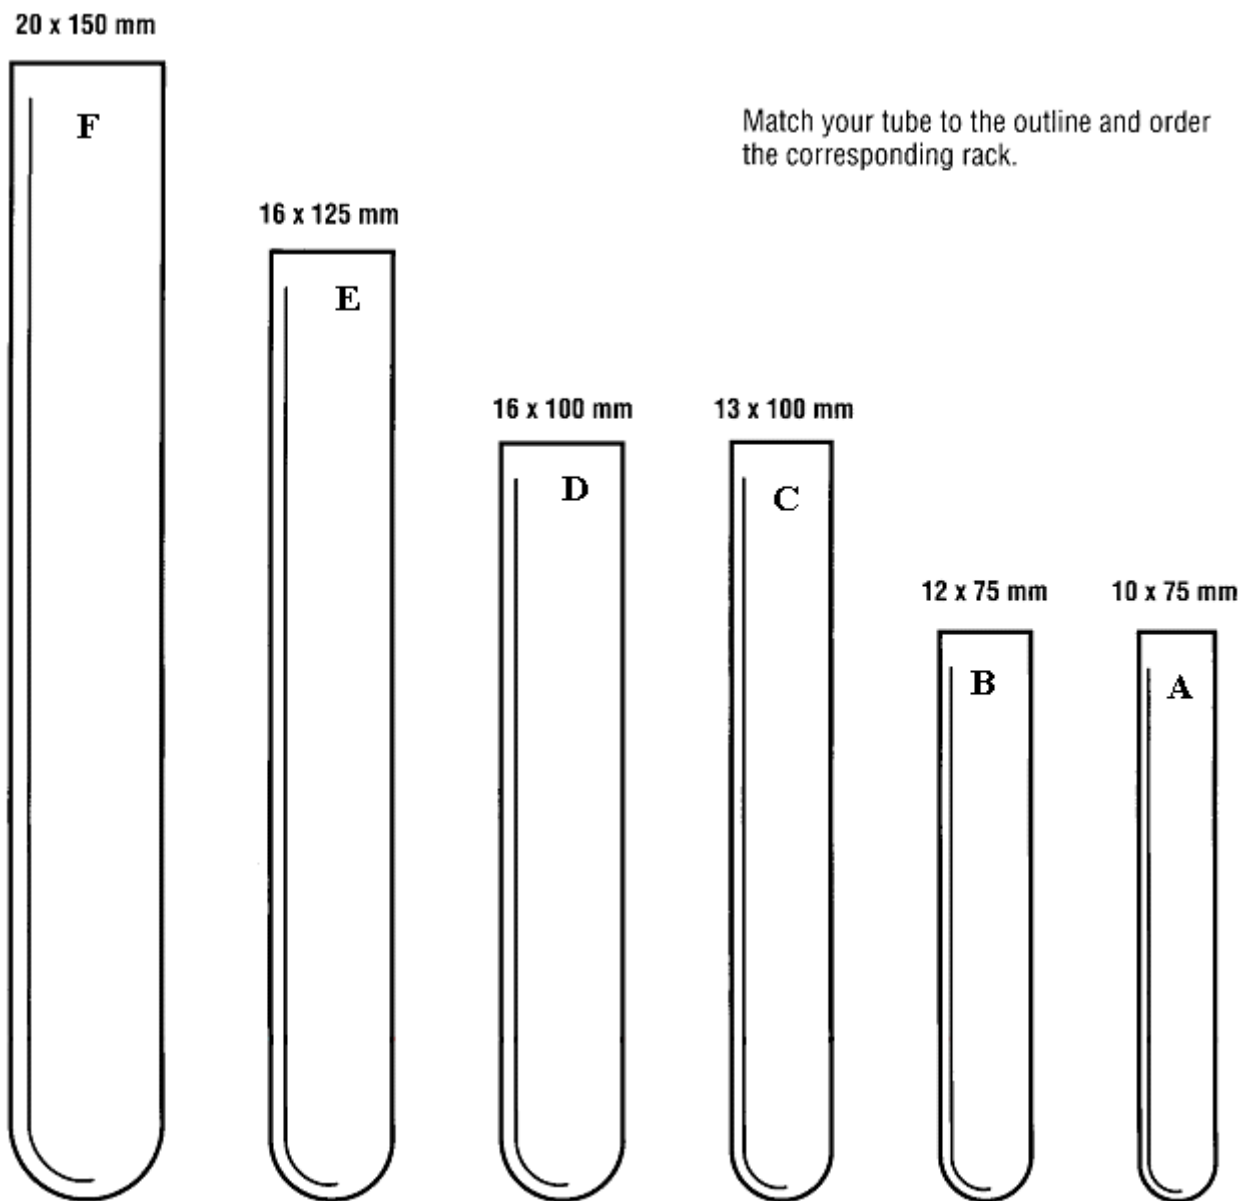 20 x 150 mm
F
Match your tube to the outline and order
the corresponding rack.
16 x 125 mm
E
16 x 100 mm
13 x 100 mm
D
C
12 x 75 mm
10 x 75 mm
B
A